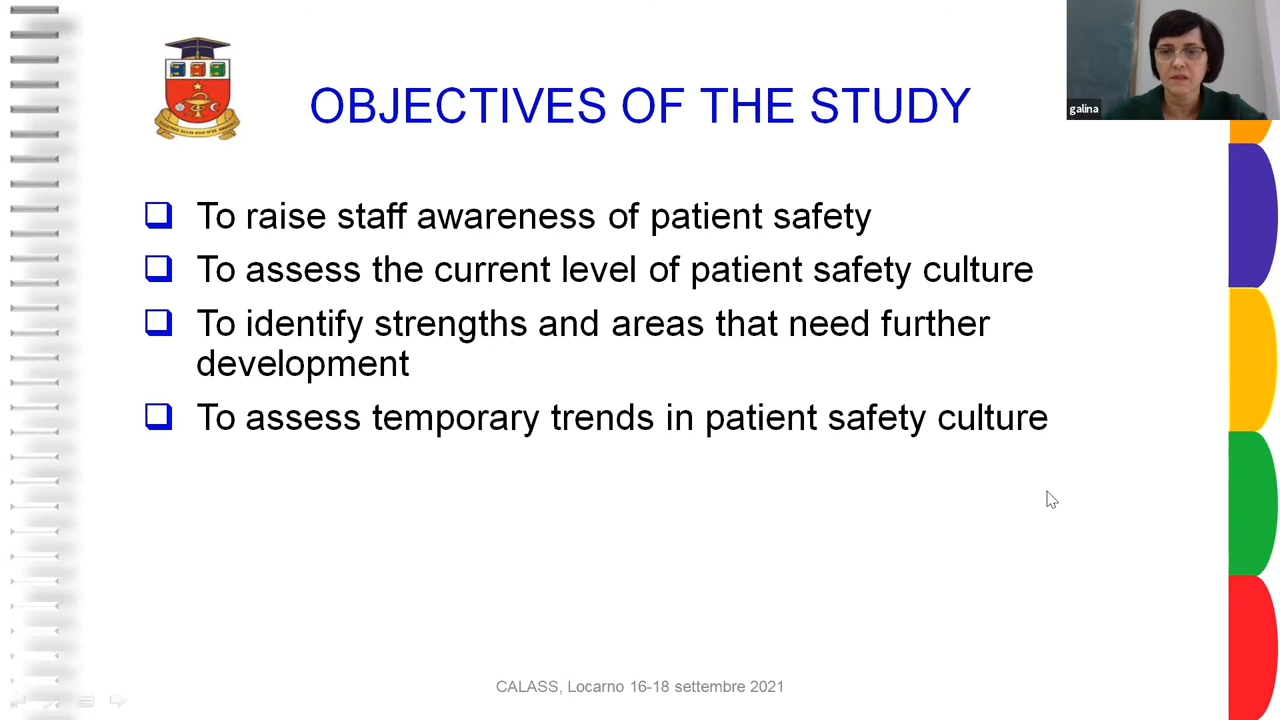 OBJECTIVES OF THE STUDY
galina
To raise staff awareness of patient safety
To assess the current level of patient safety culture
To identify strengths and areas that need further
development
To assess temporary trends in patient safety culture
CALASS, Locarno 16-18 settembre 2021